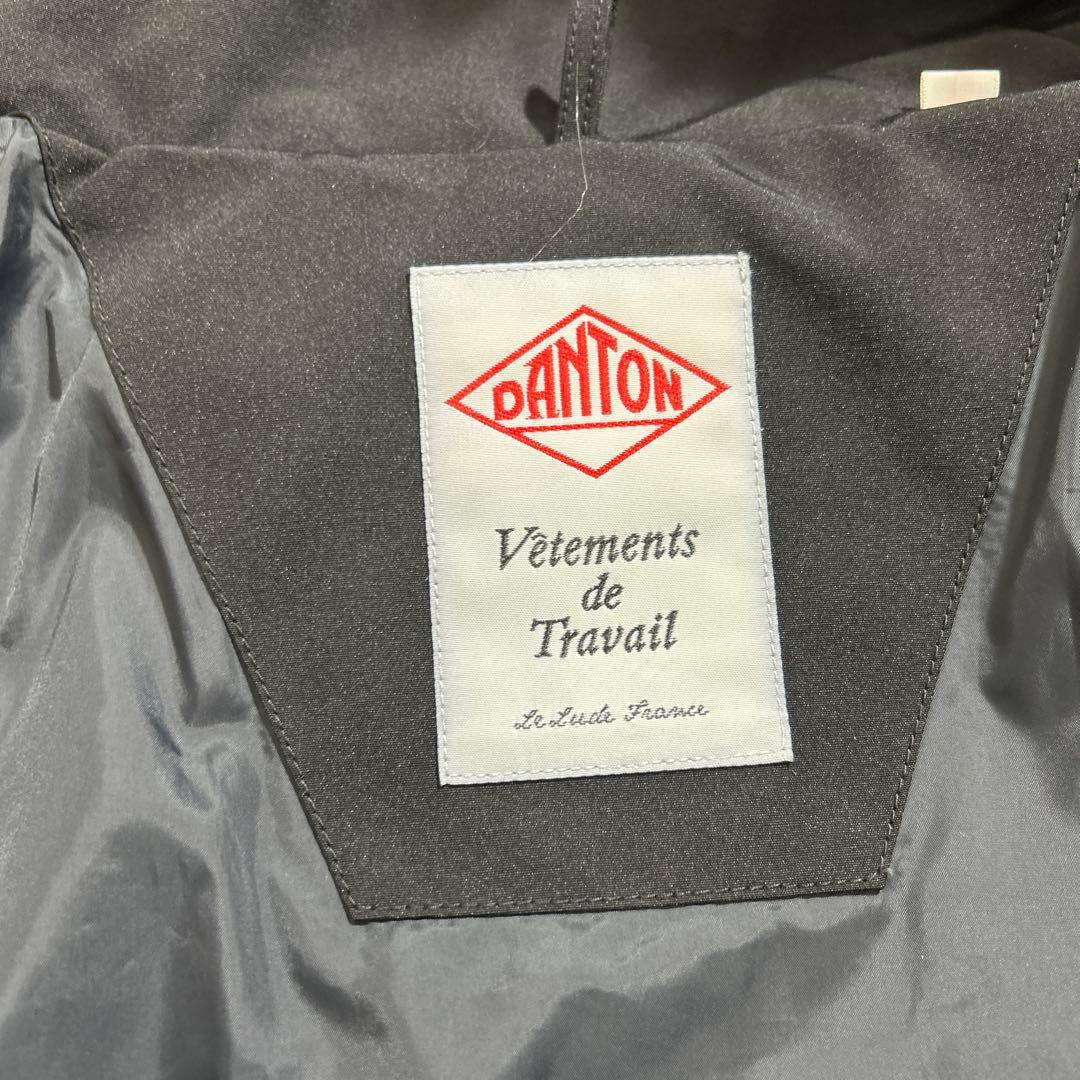 DANTON
Vêtements
de
Travail
Le Lude France